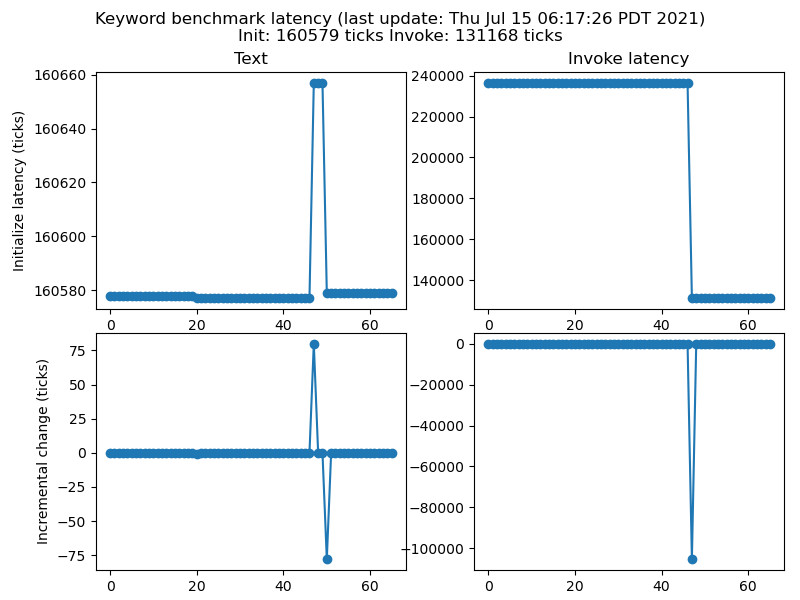 Keyword benchmark latency (last update: Thu Jul 15 06:17:26 PDT 2021)
Init: 160579 ticks Invoke: 131168 ticks
Text
Invoke latency
Initialize latency (ticks)
160660
160640
160620
160600
160580
0 20 40 60
240000
220000
200000
180000
160000
140000
0 20 40 60
Incremental change (ticks)
75
50
25
0
−25
−50
−75
0 20 40 60
0
−20000
−40000
−60000
−80000
−100000
0 20 40 60